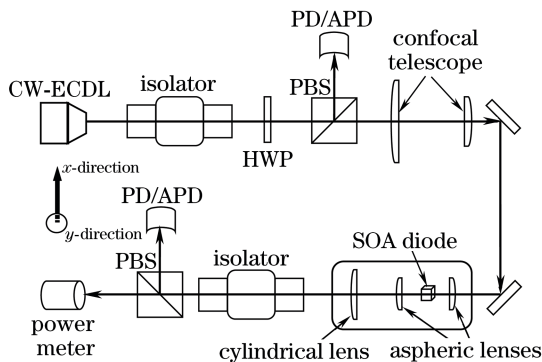 PD/APD
confocal
telescope
isolator
CW-ECDL
PBS
HWP
x-direction
PD/APD
y-direction
isolator
SOA diode
PBS
power
meter
cylindrical lens
aspheric lenses